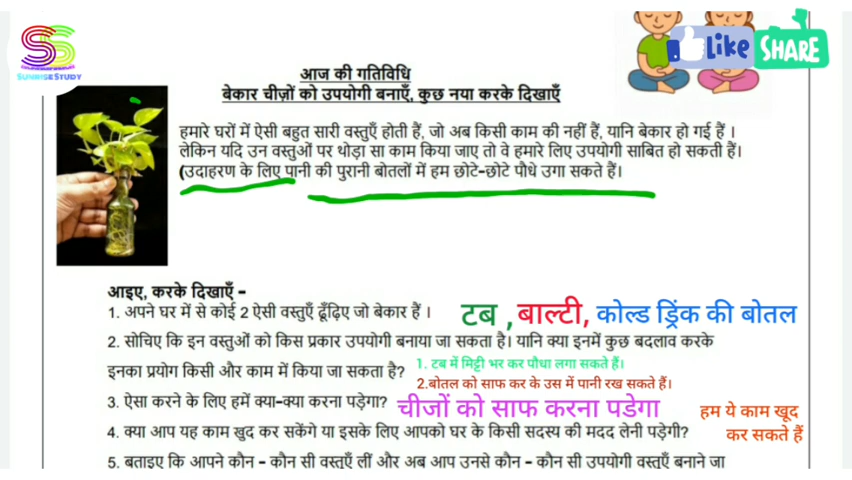 SUNRISE STUDY
Like SHARE
आज की गतिविधि
बेकार चीज़ों को उपयोगी बनाएँ, कुछ नया करके दिखाएँ
हमारे घरों में ऐसी बहुत सारी वस्तुएँ होती हैं, जो अब किसी काम की नहीं हैं, यानि बेकार हो गई हैं ।
लेकिन यदि उन वस्तुओं पर थोड़ा सा काम किया जाए तो वे हमारे लिए उपयोगी साबित हो सकती हैं।
(उदाहरण के लिए पानी की पुरानी बोतलों में हम छोटे-छोटे पौधे उगा सकते हैं।
आइए, करके दिखाएँ -
1. अपने घर में से कोई 2 ऐसी वस्तुएँ ढूँढ़िए जो बेकार हैं । टब , बाल्टी, कोल्ड ड्रिंक की बोतल
2. सोचिए कि इन वस्तुओं को किस प्रकार उपयोगी बनाया जा सकता है। यानि क्या इनमें कुछ बदलाव करके
इनका प्रयोग किसी और काम में किया जा सकता है? 1. टब में मिट्टी भर कर पौधा लगा सकते हैं।
2.बोतल को साफ कर के उस में पानी रख सकते हैं।
3. ऐसा करने के लिए हमें क्या-क्या करना पड़ेगा? चीजों को साफ करना पडेगा
हम ये काम खूद
कर सकते हैं
4. क्या आप यह काम खुद कर सकेंगे या इसके लिए आपको घर के किसी सदस्य की मदद लेनी पड़ेगी?
5. बताइए कि आपने कौन - कौन सी वस्तुएँ लीं और अब आप उनसे कौन - कौन सी उपयोगी वस्तुएँ बनाने जा